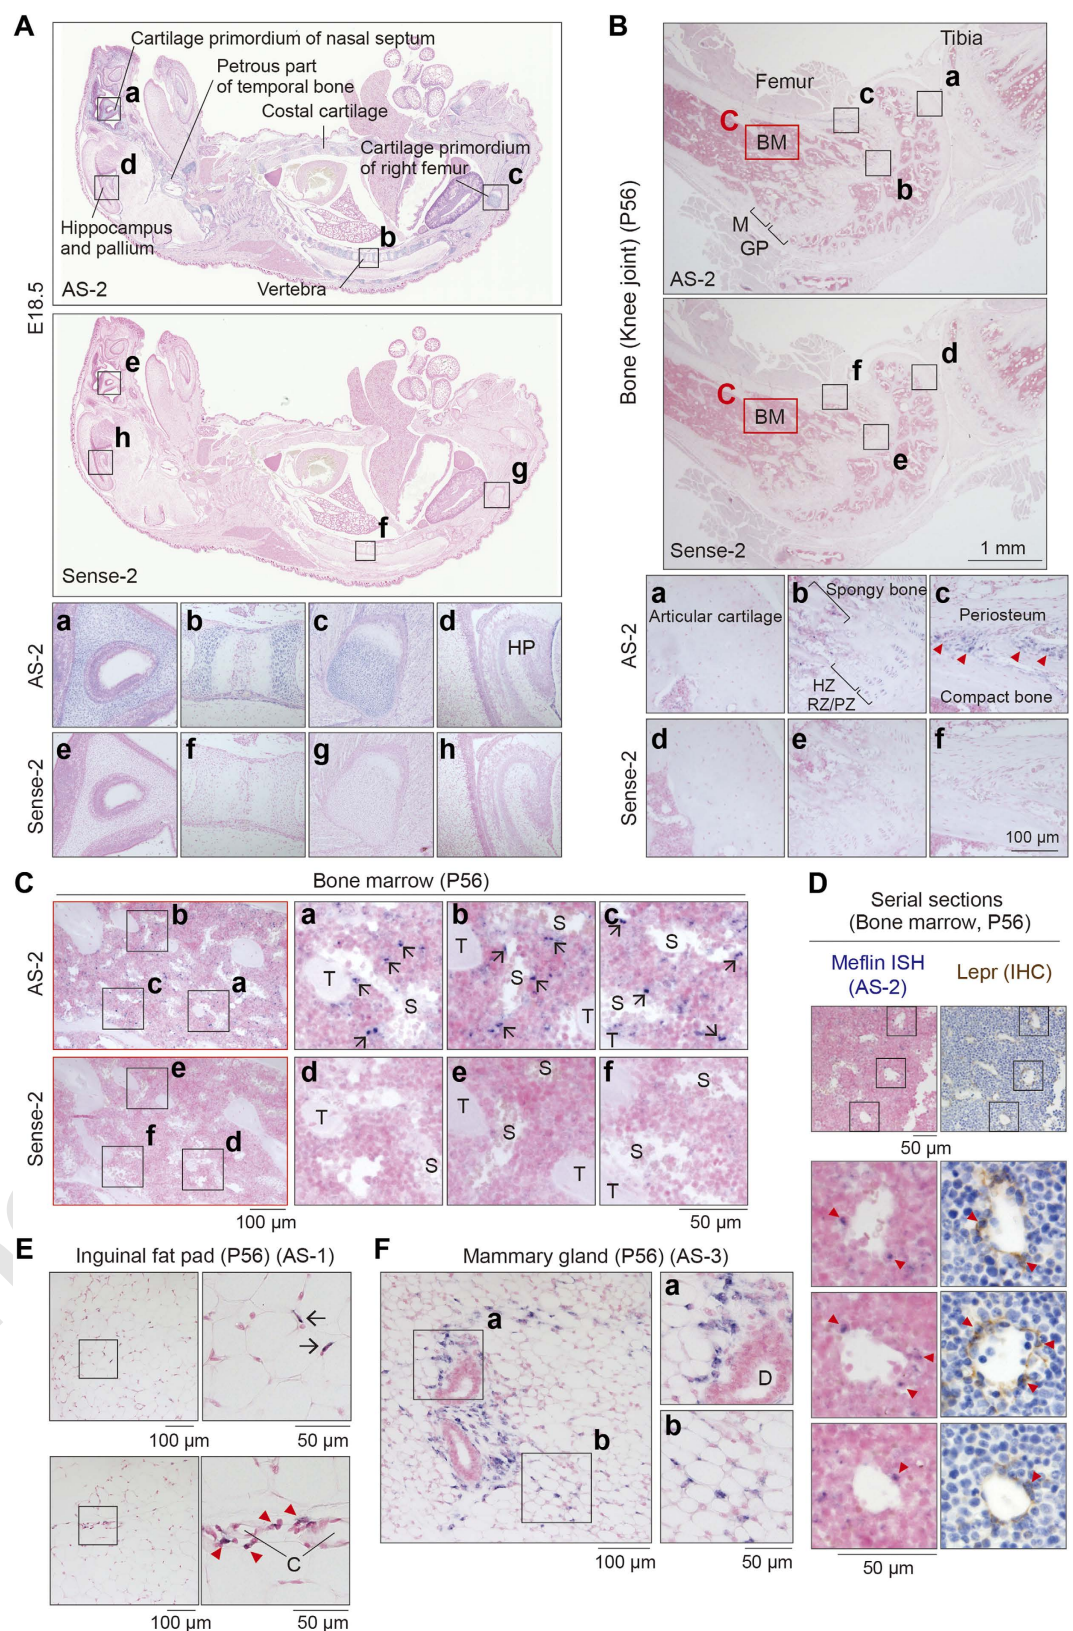 A
Cartilage primordium of nasal septum
Petrous part
of temporal bone
Costal cartilage
Cartilage primordium
of right femur
a
d
c
b
Hippocampus
and pallium
Vertebra
AS-2
E18.5
e
h
g
f
Sense-2
AS-2
a
b
c
d
HP
Sense-2
e
f
g
h
B
Bone (Knee joint) (P56)
Tibia
Femur
a
c
C
BM
b
M
GP
AS-2
d
f
C
BM
e
Sense-2
1 mm
AS-2
a
Articular cartilage
b
Spongy bone
HZ
RZ/PZ
c
Periosteum
Compact bone
Sense-2
d
e
f
100 μm
C
Bone marrow (P56)
AS-2
b
c
a
a
T
S
b
T
S
S
T
c
S
S
T
Sense-2
e
f
d
d
T
S
e
T
S
S
T
f
S
S
T
100 μm
50 μm
D
Serial sections
(Bone marrow, P56)
Meflin ISH
(AS-2)
Lepr (IHC)
50 μm
50 μm
E
Inguinal fat pad (P56) (AS-1)
100 μm
50 μm
C
100 μm
50 μm
F
Mammary gland (P56) (AS-3)
a
b
a
D
b
100 μm
50 μm